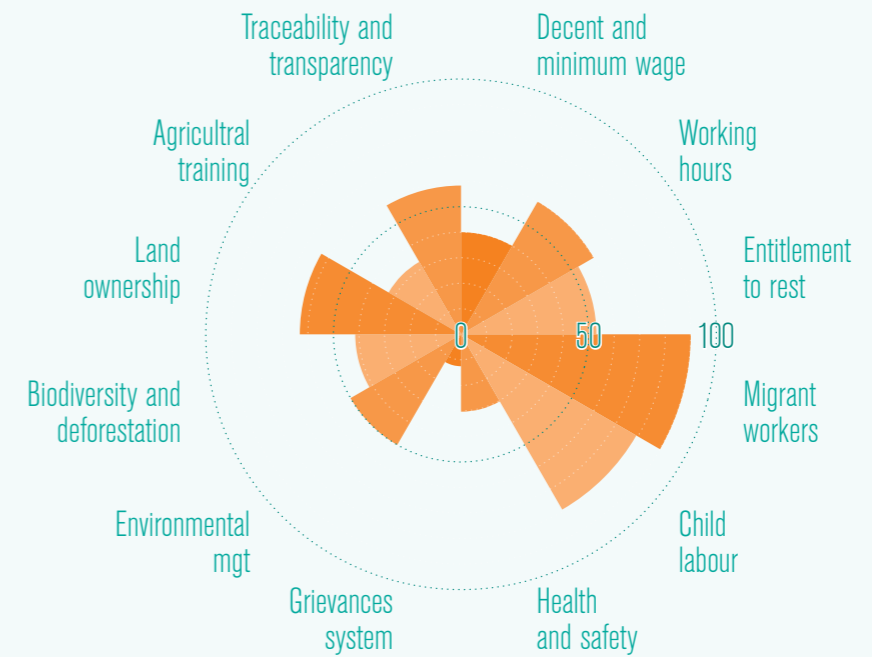 Traceability and
transparency
Decent and
minimum wage
Agricultral
training
Working
hours
Land
ownership
Entitlement
to rest
0
50
100
Biodiversity and
deforestation
Migrant
workers
Environmental
mgt
Child
labour
Grievances
system
Health
and safety